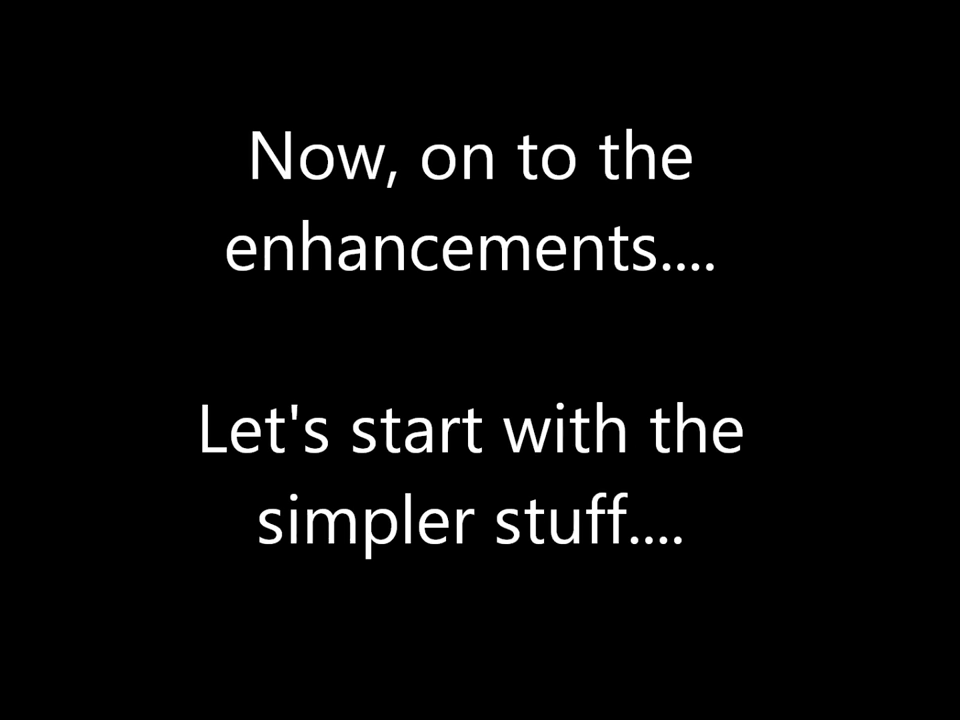 Now, on to the
enhancements....
Let's start with the
simpler stuff....